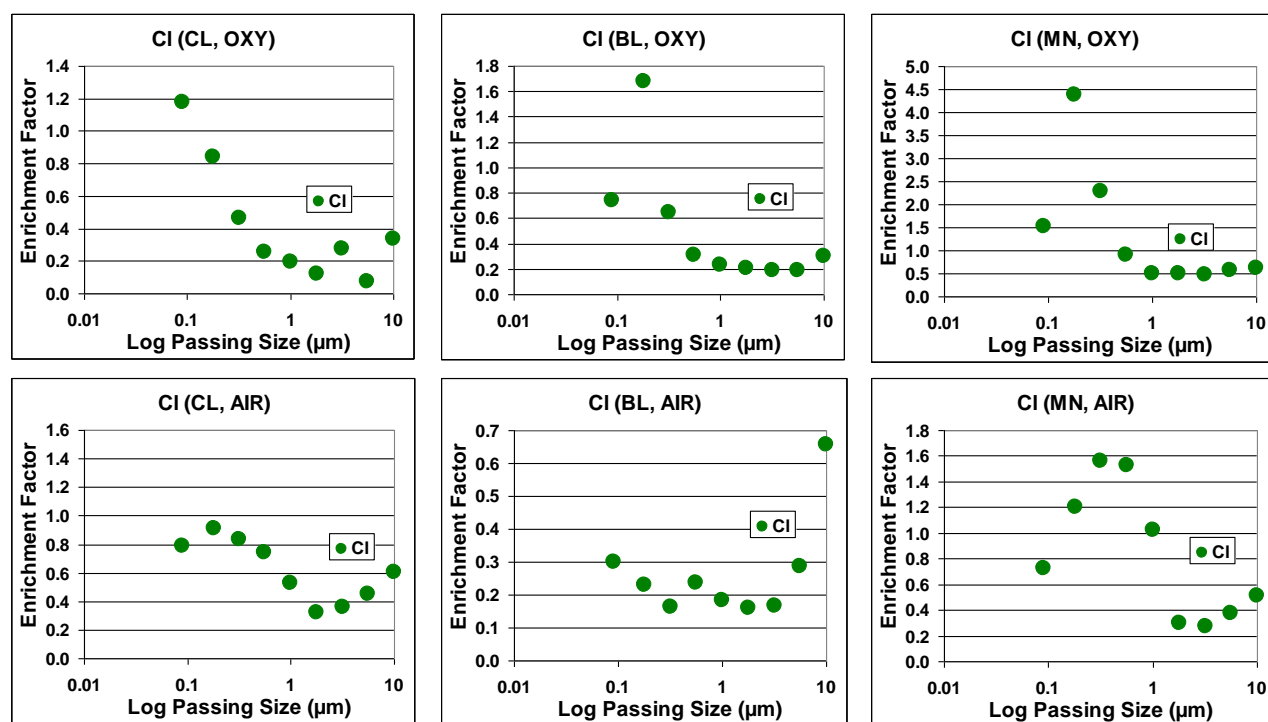 Cl (CL, OXY)
Enrichment Factor
1.4
1.2
1.0
0.8
0.6
0.4
0.2
0.0
Cl
0.01 0.1 1 10
Log Passing Size (µm)
Cl (BL, OXY)
Enrichment Factor
1.8
1.6
1.4
1.2
1.0
0.8
0.6
0.4
0.2
0.0
Cl
0.01 0.1 1 10
Log Passing Size (µm)
Cl (MN, OXY)
Enrichment Factor
5.0
4.5
4.0
3.5
3.0
2.5
2.0
1.5
1.0
0.5
0.0
Cl
0.01 0.1 1 10
Log Passing Size (µm)
Cl (CL, AIR)
Enrichment Factor
1.6
1.4
1.2
1.0
0.8
0.6
0.4
0.2
0.0
Cl
0.01 0.1 1 10
Log Passing Size (µm)
Cl (BL, AIR)
Enrichment Factor
0.7
0.6
0.5
0.4
0.3
0.2
0.1
0.0
Cl
0.01 0.1 1 10
Log Passing Size (µm)
Cl (MN, AIR)
Enrichment Factor
1.8
1.6
1.4
1.2
1.0
0.8
0.6
0.4
0.2
0.0
Cl
0.01 0.1 1 10
Log Passing Size (µm)